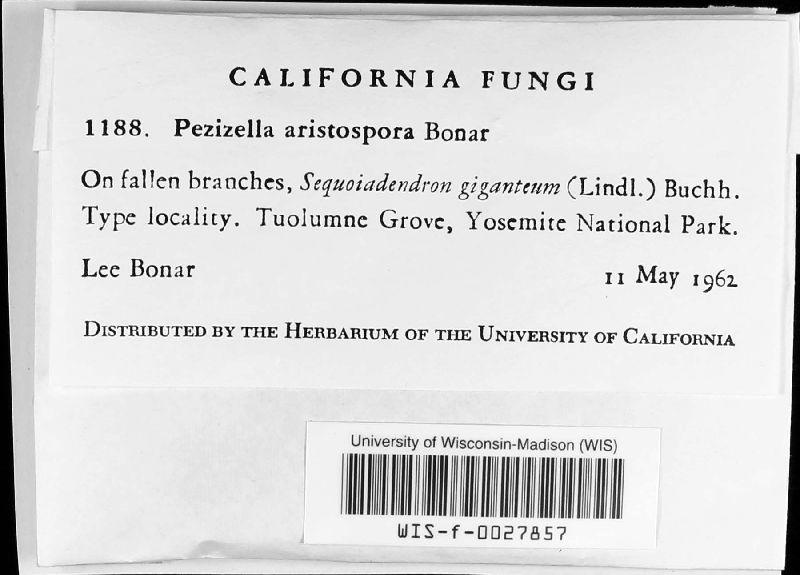 CALIFORNIA FUNGI
1188. Pezizella aristospora Bonar
On fallen branches, Sequoiadendron giganteum (Lindl.) Buchh.
Type locality. Tuolumne Grove, Yosemite National Park.
Lee Bonar 11 May 1962
DISTRIBUTED BY THE HERBARIUM OF THE UNIVERSITY OF CALIFORNIA
University of Wisconsin-Madison (WIS)
WIS-f-0027857